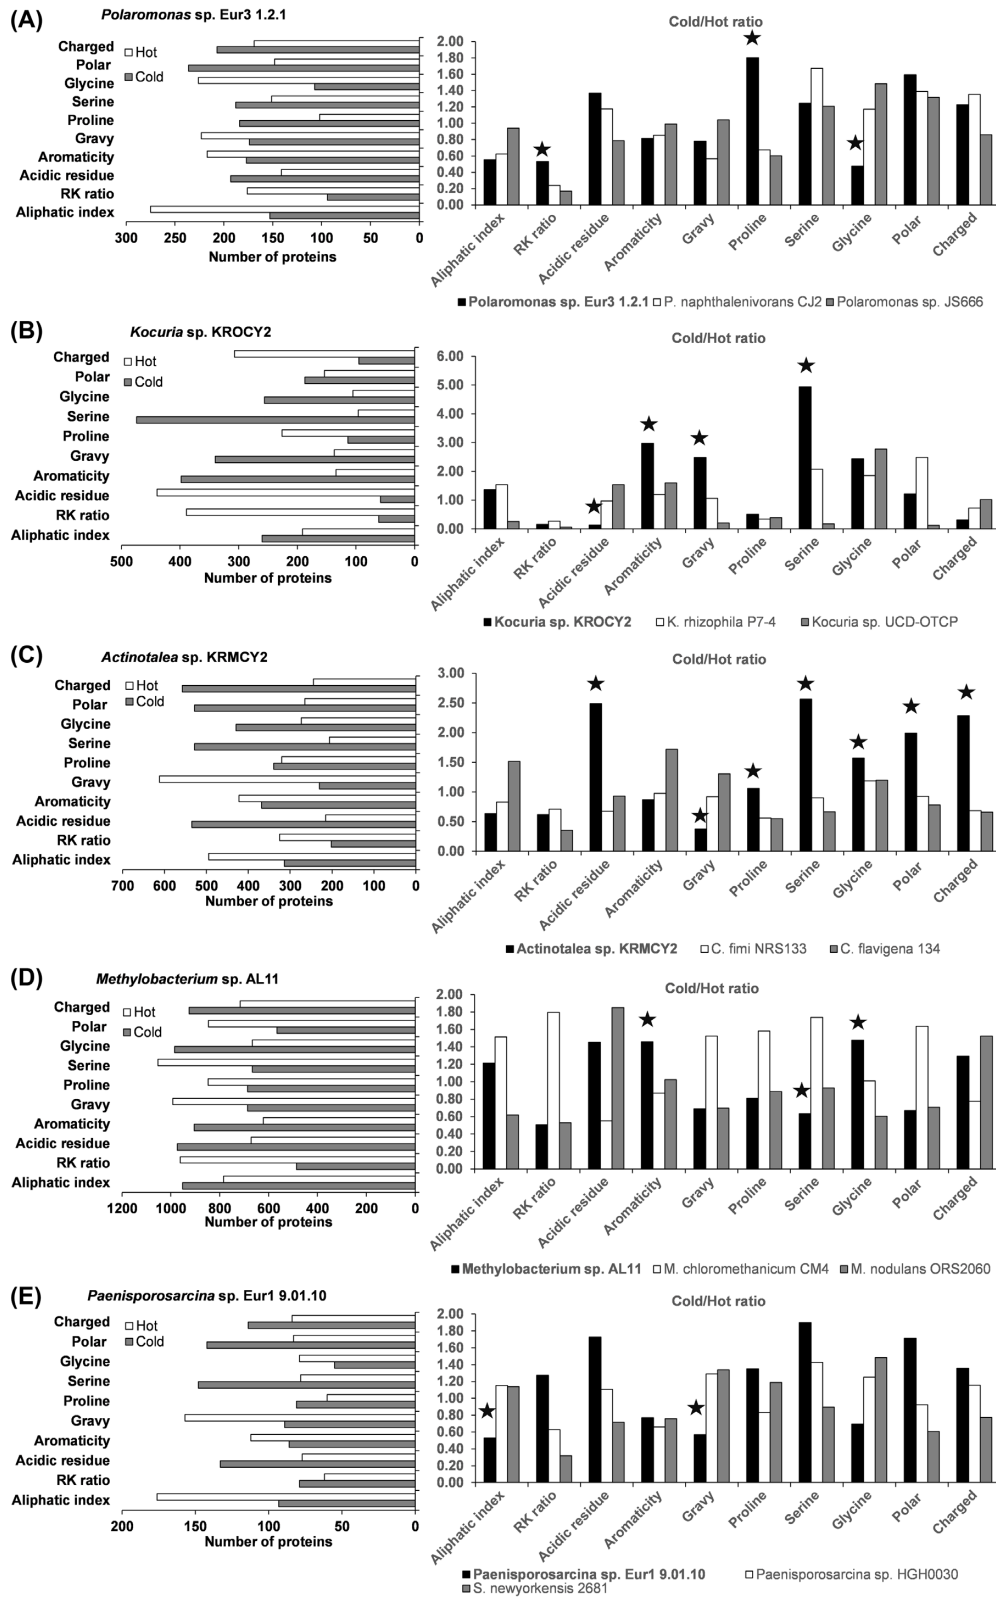 (A)
Polaromonas sp. Eur3 1.2.1
Charged
Polar
Glycine
Serine
Proline
Gravy
Aromaticity
Acidic residue
RK ratio
Aliphatic index
Hot
Cold
300 250 200 150 100 50 0
Number of proteins
Cold/Hot ratio
2.00
1.80
1.60
1.40
1.20
1.00
0.80
0.60
0.40
0.20
0.00
Aliphatic index
RK ratio
Acidic residue
Aromaticity
Gravy
Proline
Serine
Glycine
Polar
Charged
Polaromonas sp. Eur3 1.2.1 P. naphthalenivorans CJ2 Polaromonas sp. JS666
(B)
Kocuria sp. KROCY2
Charged
Polar
Glycine
Serine
Proline
Gravy
Aromaticity
Acidic residue
RK ratio
Aliphatic index
Hot
Cold
500 400 300 200 100 0
Number of proteins
Cold/Hot ratio
6.00
5.00
4.00
3.00
2.00
1.00
0.00
Aliphatic index
RK ratio
Acidic residue
Aromaticity
Gravy
Proline
Serine
Glycine
Polar
Charged
Kocuria sp. KROCY2 K. rhizophila P7-4 Kocuria sp. UCD-OTCP
(C)
Actinotalea sp. KRMCY2
Charged
Polar
Glycine
Serine
Proline
Gravy
Aromaticity
Acidic residue
RK ratio
Aliphatic index
Hot
Cold
700 600 500 400 300 200 100 0
Number of proteins
Cold/Hot ratio
3.00
2.50
2.00
1.50
1.00
0.50
0.00
Aliphatic index
RK ratio
Acidic residue
Aromaticity
Gravy
Proline
Serine
Glycine
Polar
Charged
Actinotalea sp. KRMCY2 C. fimi NRS133 C. flavigena 134
(D)
Methylobacterium sp. AL11
Charged
Polar
Glycine
Serine
Proline
Gravy
Aromaticity
Acidic residue
RK ratio
Aliphatic index
Hot
Cold
1200 1000 800 600 400 200 0
Number of proteins
Cold/Hot ratio
2.00
1.80
1.60
1.40
1.20
1.00
0.80
0.60
0.40
0.20
0.00
Aliphatic index
RK ratio
Acidic residue
Aromaticity
Gravy
Proline
Serine
Glycine
Polar
Charged
Methylobacterium sp. AL11 M. chloromethanicum CM4 M. nodulans ORS2060
(E)
Paenisporosarcina sp. Eur1 9.01.10
Charged
Polar
Glycine
Serine
Proline
Gravy
Aromaticity
Acidic residue
RK ratio
Aliphatic index
Hot
Cold
200 150 100 50 0
Number of proteins
Cold/Hot ratio
2.00
1.80
1.60
1.40
1.20
1.00
0.80
0.60
0.40
0.20
0.00
Aliphatic index
RK ratio
Acidic residue
Aromaticity
Gravy
Proline
Serine
Glycine
Polar
Charged
Paenisporosarcina sp. Eur1 9.01.10 Paenisporosarcina sp. HGH0030
S. newyorkensis 2681